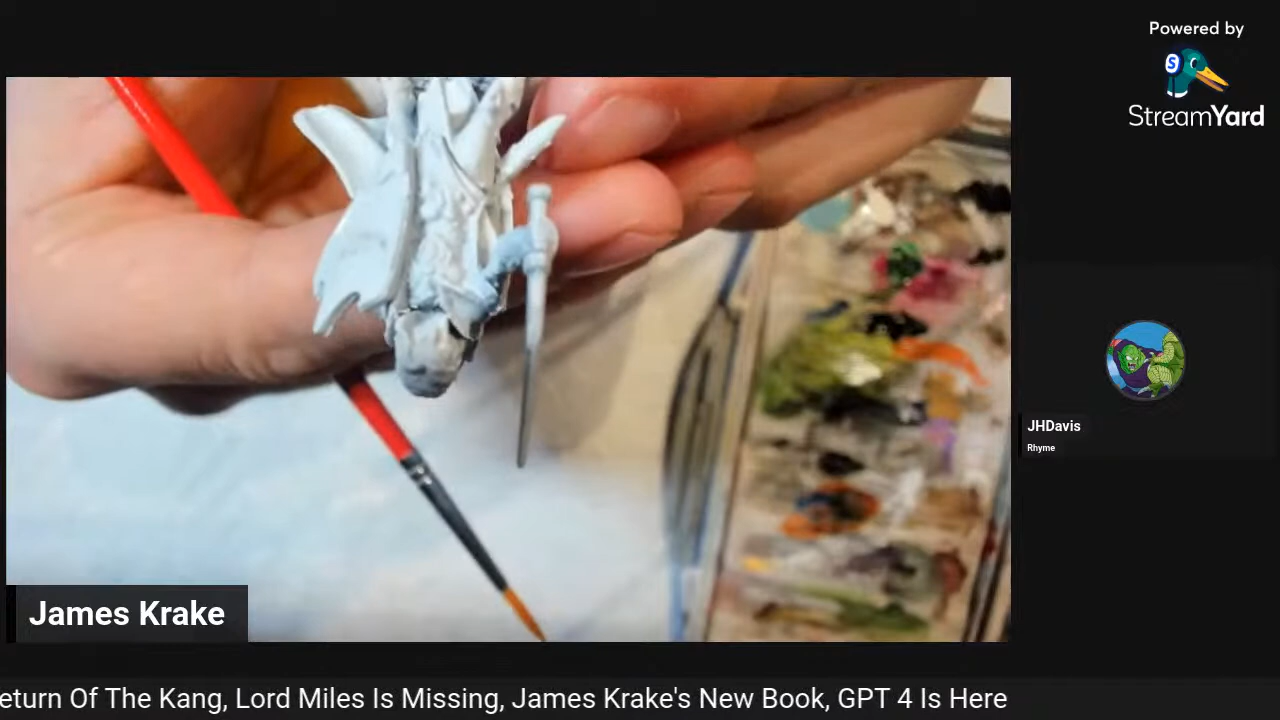 Powered by
S
StreamYard
JHDavis
Rhyme
James Krake
eturn Of The Kang, Lord Miles Is Missing, James Krake's New Book, GPT 4 Is Here